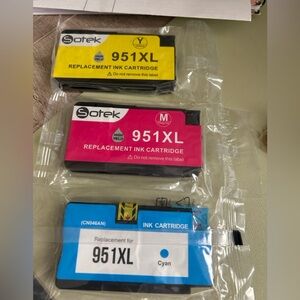 Sotek
Y
951XL
REPLACEMENT INK CARTRIDGE
⚠ Do not remove this label
Sotek
M
951XL
REPLACEMENT INK CARTRIDGE
⚠ Do not remove this label
(CN046AN)
INK CARTRIDGE
Replacement for
951XL
Cyan